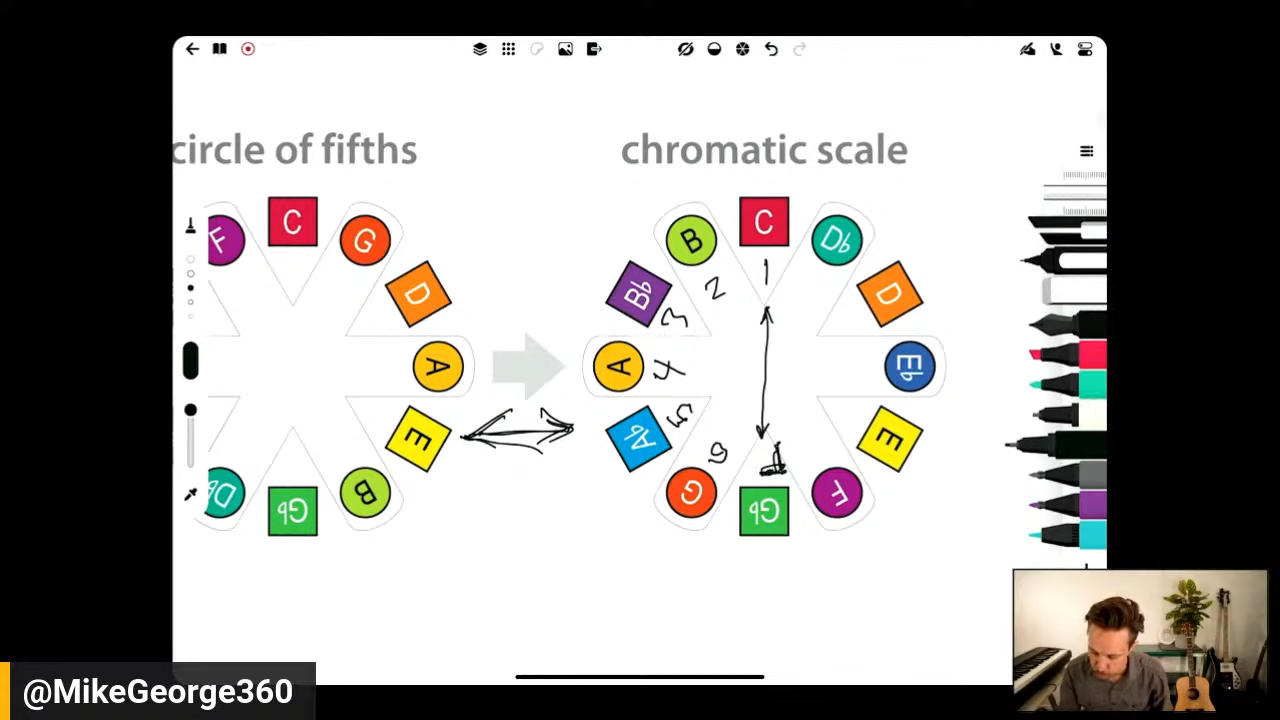 circle of fifths
chromatic scale
F
C
G
D
A
E
B
Gb
Db
B
C
Db
Bb
D
A
Eb
Ab
E
G
Gb
F
1
2
3
4
5
6
@MikeGeorge360